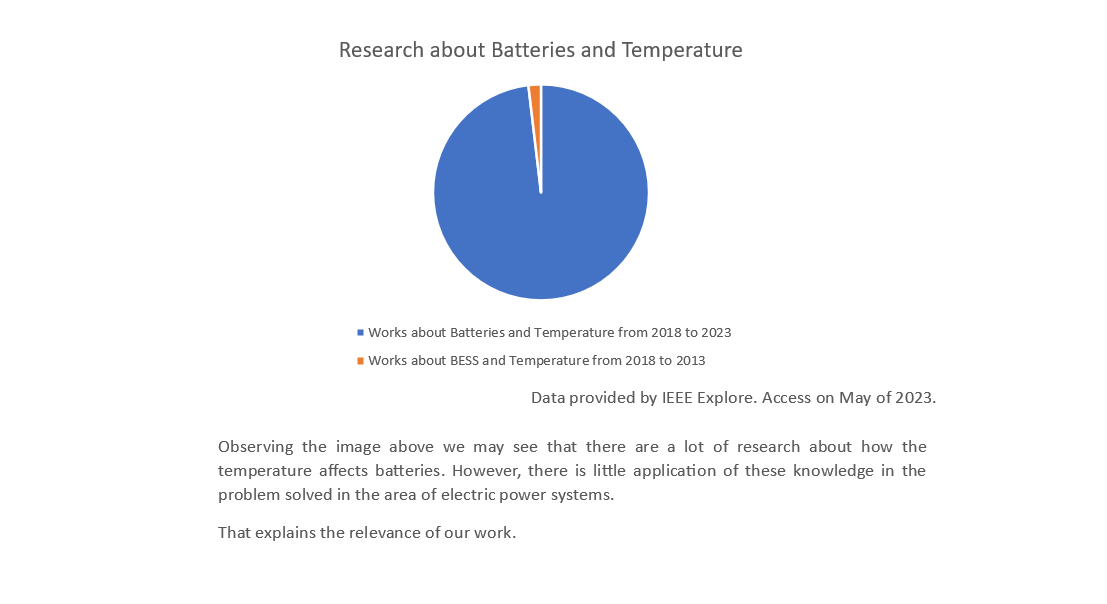 Research about Batteries and Temperature
Works about Batteries and Temperature from 2018 to 2023
Works about BESS and Temperature from 2018 to 2013
Data provided by IEEE Explore. Access on May of 2023.
Observing the image above we may see that there are a lot of research about how the
temperature affects batteries. However, there is little application of these knowledge in the
problem solved in the area of electric power systems.
That explains the relevance of our work.